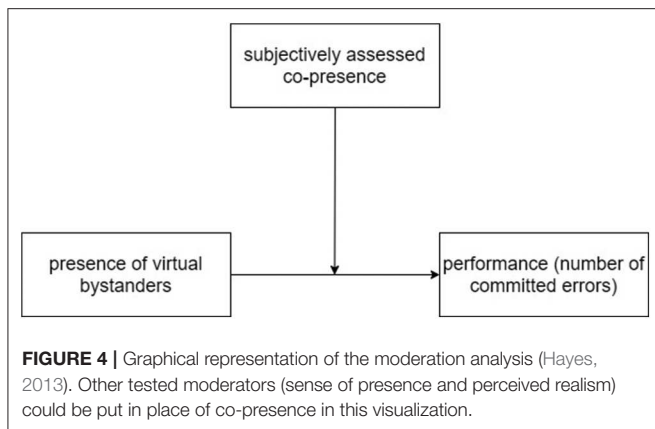 subjectively assessed
co-presence
presence of virtual
bystanders
performance (number of
committed errors)
FIGURE 4 | Graphical representation of the moderation analysis (Hayes,
2013). Other tested moderators (sense of presence and perceived realism)
could be put in place of co-presence in this visualization.